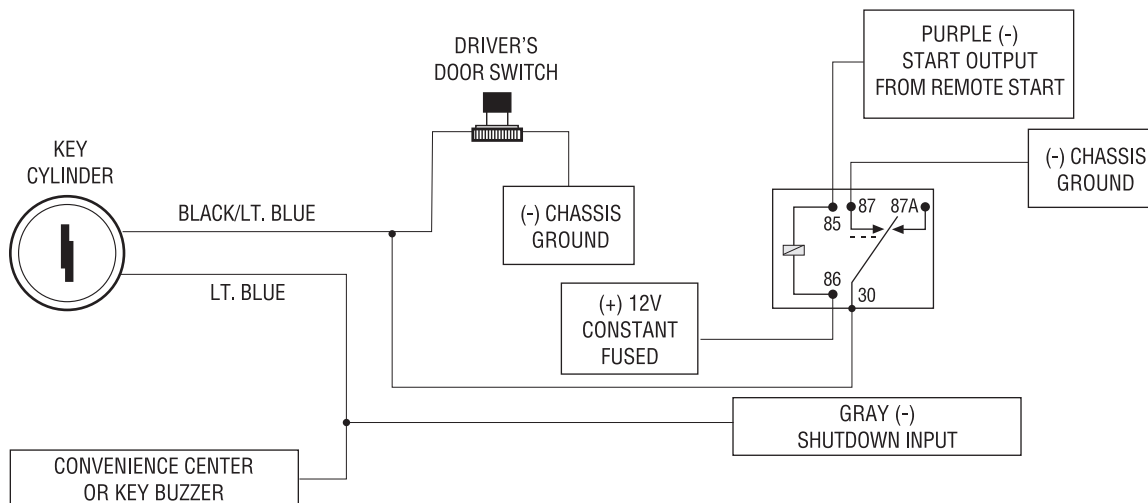 DRIVER'S
DOOR SWITCH
PURPLE (-)
START OUTPUT
FROM REMOTE START
KEY
CYLINDER
(-) CHASSIS
GROUND
BLACK/LT. BLUE
(-) CHASSIS
GROUND
87
87A
85
LT. BLUE
86
30
(+) 12V
CONSTANT
FUSED
GRAY (-)
SHUTDOWN INPUT
CONVENIENCE CENTER
OR KEY BUZZER